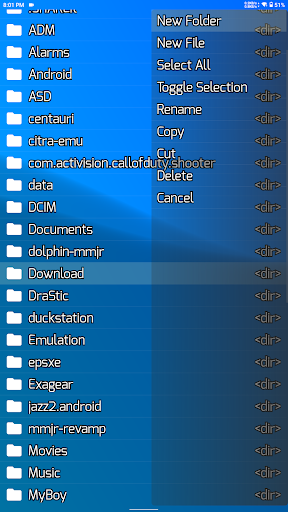 8:01 PM 51%
.SHAREit <dir>
New Folder
ADM <dir>
New File
Alarms <dir>
Select All
Android <dir>
Toggle Selection
ASD <dir>
Rename
centauri <dir>
Copy
citra-emu <dir>
Cut
com.activision.callofduty.shooter <dir>
Delete
data <dir>
Cancel
DCIM <dir>
Documents <dir>
dolphin-mmjr <dir>
Download <dir>
DraStic <dir>
duckstation <dir>
Emulation <dir>
epsxe <dir>
Exagear <dir>
jazz2.android <dir>
mmjr-revamp <dir>
Movies <dir>
Music <dir>
MyBoy <dir>